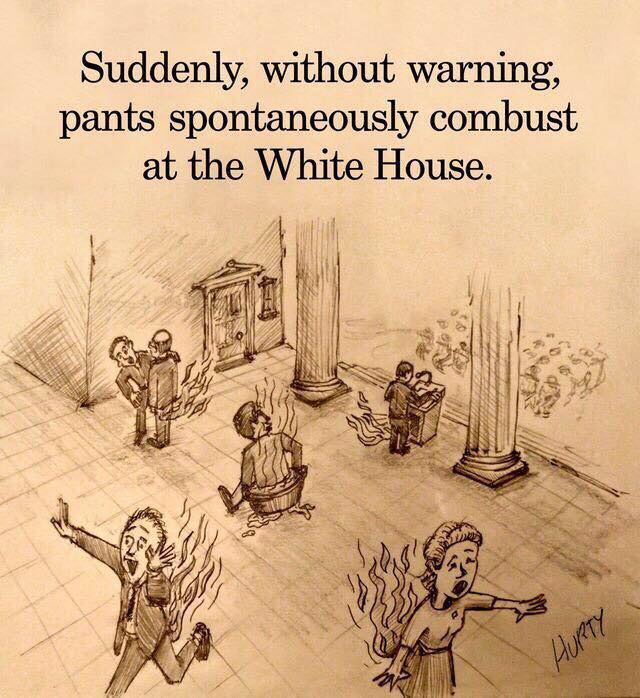 Suddenly, without warning,
pants spontaneously combust
at the White House.
HURTY